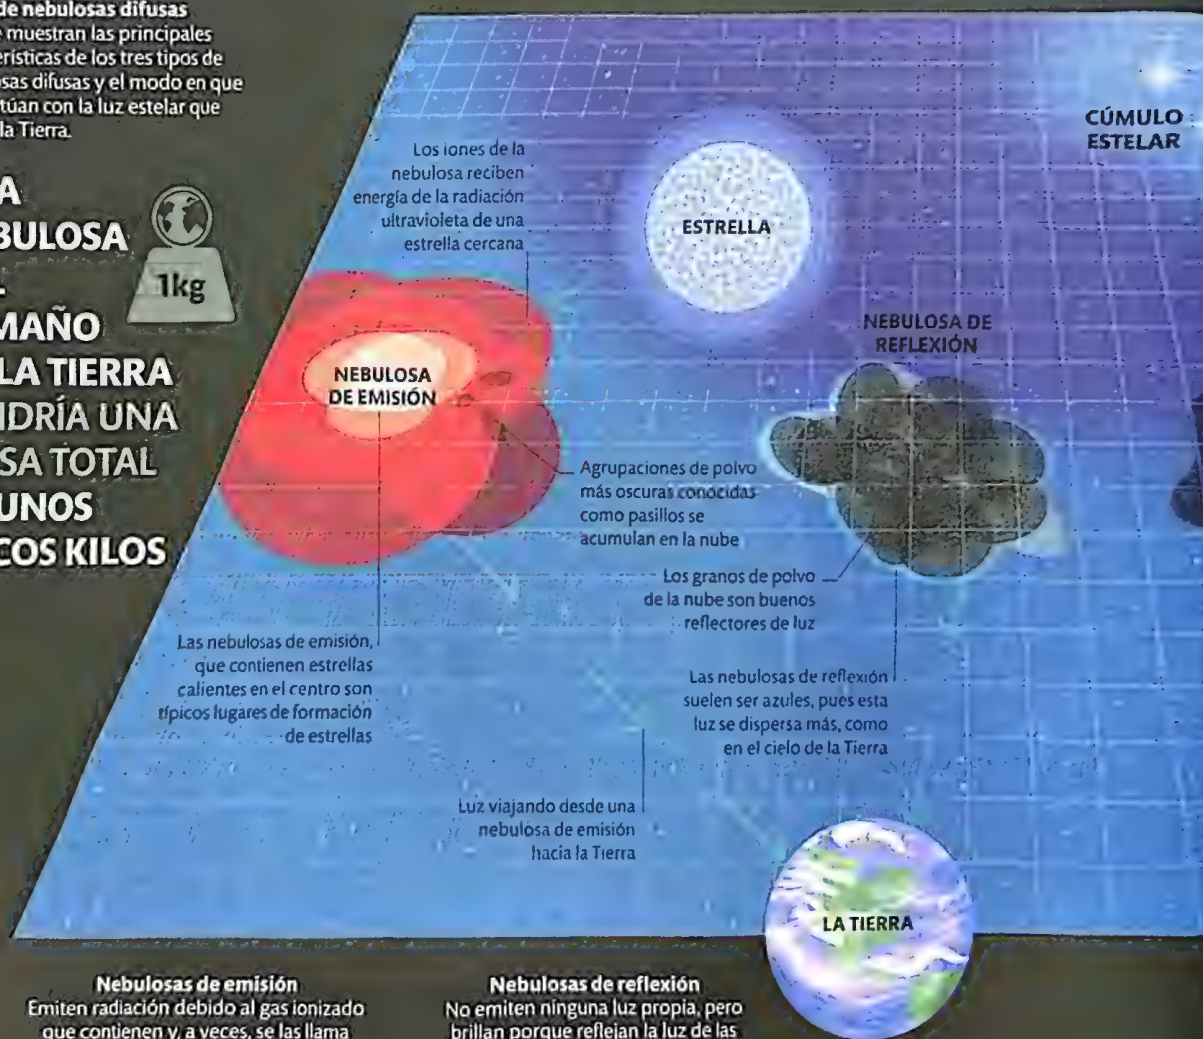 de nebulosas difusas
muestran las principales
erísticas de los tres tipos de
osas difusas y el modo en que
túan con la luz estelar que
la Tierra.
A
BULOSA
MAÑO
LA TIERRA
NDRÍA UNA
SA TOTAL
UNOS
COS KILOS
1kg
Los iones de la
nebulosa reciben
energía de la radiación
ultravioleta de una
estrella cercana
ESTRELLA
CÚMULO
ESTELAR
NEBULOSA
DE EMISIÓN
NEBULOSA DE
REFLEXIÓN
Agrupaciones de polvo
más oscuras conocidas
como pasillos se
acumulan en la nube
Los granos de polvo
de la nube son buenos
reflectores de luz
Las nebulosas de emisión,
que contienen estrellas
calientes en el centro son
típicos lugares de formación
de estrellas
Las nebulosas de reflexión
suelen ser azules, pues esta
luz se dispersa más, como
en el cielo de la Tierra
Luz viajando desde una
nebulosa de emisión
hacia la Tierra
LA TIERRA
Nebulosas de emisión
Emiten radiación debido al gas ionizado
que contienen y, a veces, se las llama
Nebulosas de reflexión
No emiten ninguna luz propia, pero
brillan porque reflejan la luz de las